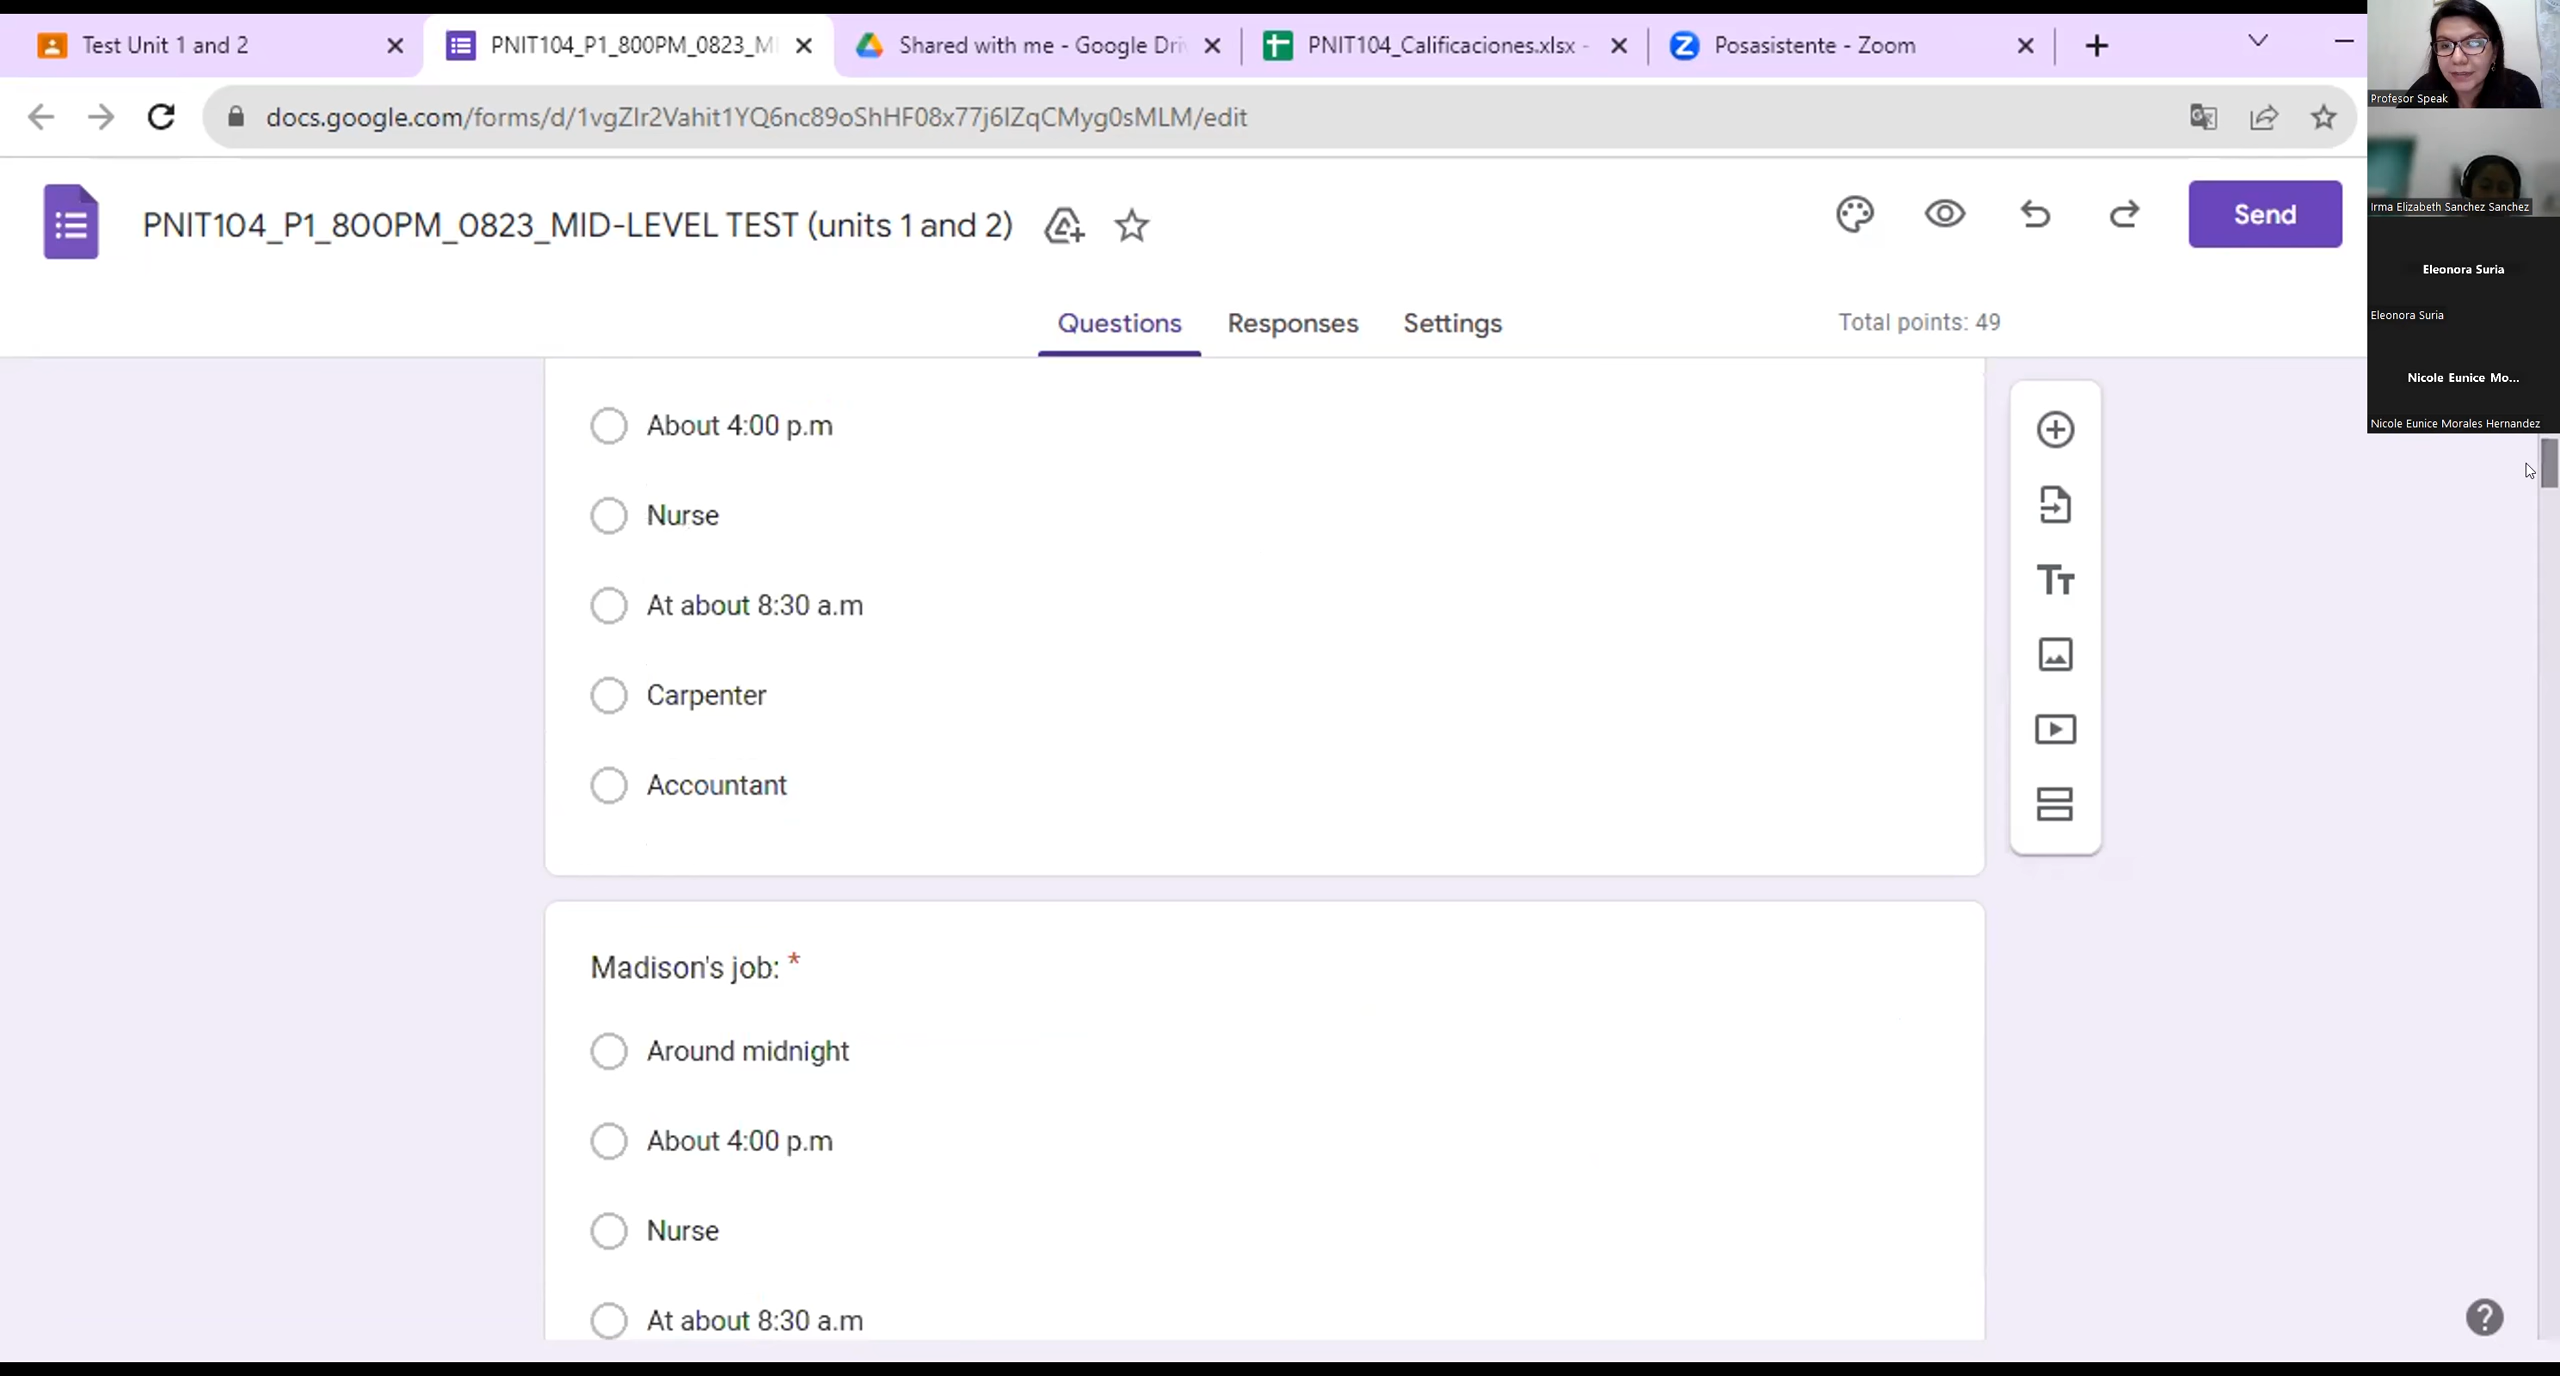 Test Unit 1 and 2
PNIT104_P1_800PM_0823_MI
Shared with me - Google Driv
PNIT104_Calificaciones.xlsx -
Posasistente - Zoom
docs.google.com/forms/d/1vgZIr2Vahit1YQ6nc89oShHF08x77j6IZqCMyg0sMLM/edit
PNIT104_P1_800PM_0823_MID-LEVEL TEST (units 1 and 2)
Send
Questions
Responses
Settings
Total points: 49
About 4:00 p.m
Nurse
At about 8:30 a.m
Carpenter
Accountant
Madison's job: *
Around midnight
About 4:00 p.m
Nurse
At about 8:30 a.m
Profesor Speak
Irma Elizabeth Sanchez Sanchez
Eleonora Suria
Eleonora Suria
Nicole Eunice Mo...
Nicole Eunice Morales Hernandez